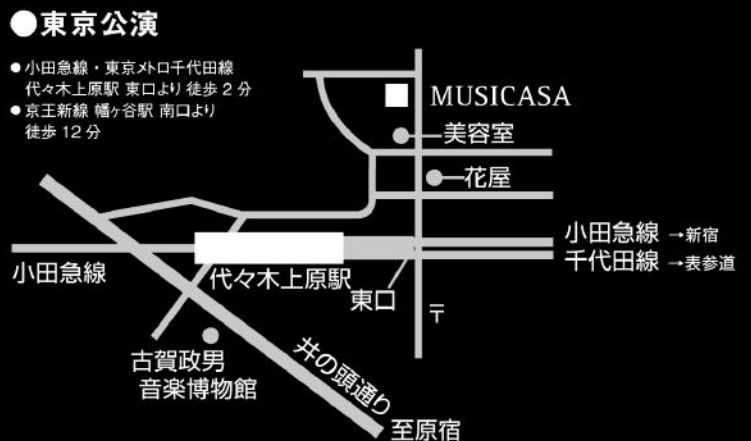 ●東京公演
●小田急線・東京メトロ千代田線
代々木上原駅 東口より 徒歩2分
●京王新線 幡ヶ谷駅 南口より
徒歩12分
MUSICASA
美容室
花屋
小田急線 →新宿
千代田線 →表参道
小田急線
代々木上原駅
東口
〒
古賀政男
音楽博物館
井の頭通り
至原宿